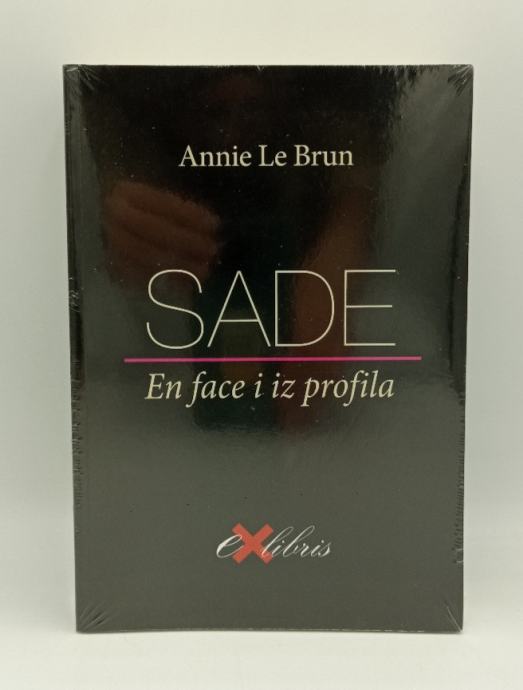 Annie Le Brun
SADE
En face i iz profila
eXlibris